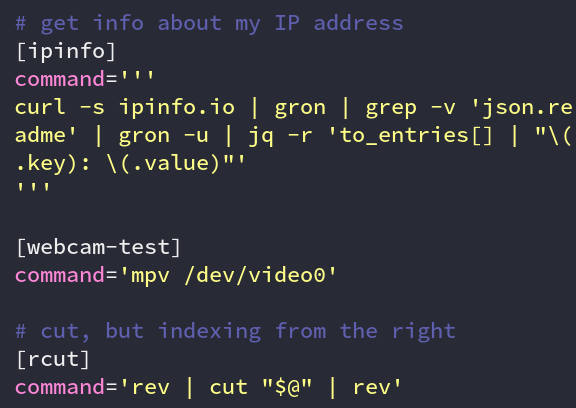 # get info about my IP address
[ipinfo]
command='''
curl -s ipinfo.io | gron | grep -v 'json.re
adme' | gron -u | jq -r 'to_entries[] | "\(
.key): \(.value)"'
'''

[webcam-test]
command='mpv /dev/video0'

# cut, but indexing from the right
[rcut]
command='rev | cut "$@" | rev'